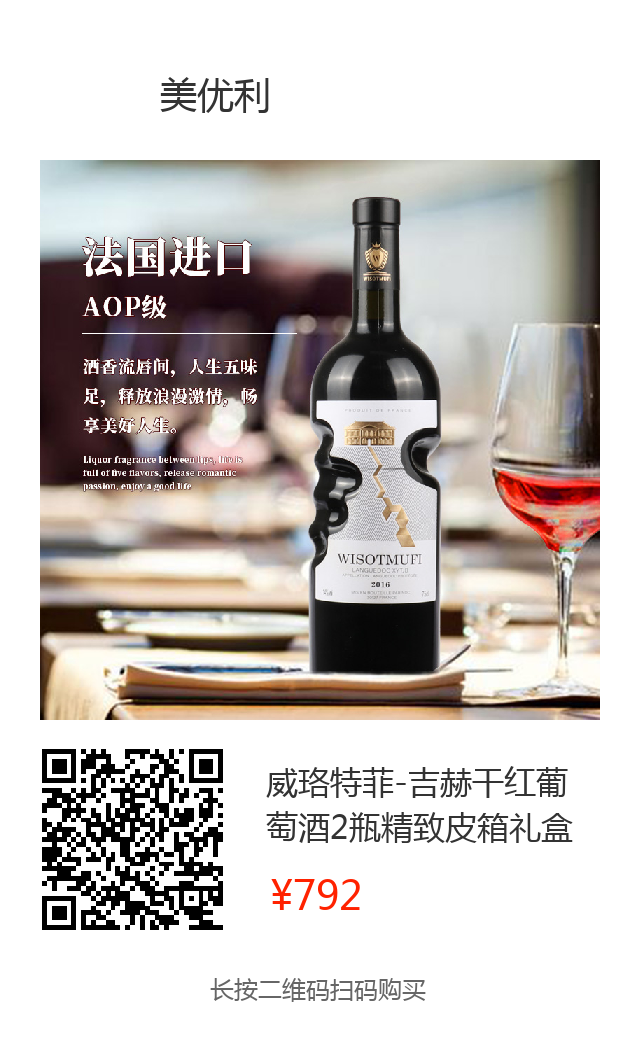 美优利
法国进口
AOP级
酒香流唇间，人生五味
足，释放浪漫激情，畅
享美好人生。
Liquor fragrance between lips, life is
full of five flavors, release romantic
passion, enjoy a good life
WISOTMUFI
PRODUIT DE FRANCE
WISOTMUFI
2016
威珞特菲-吉赫干红葡
萄酒2瓶精致皮箱礼盒
¥792
长按二维码扫码购买